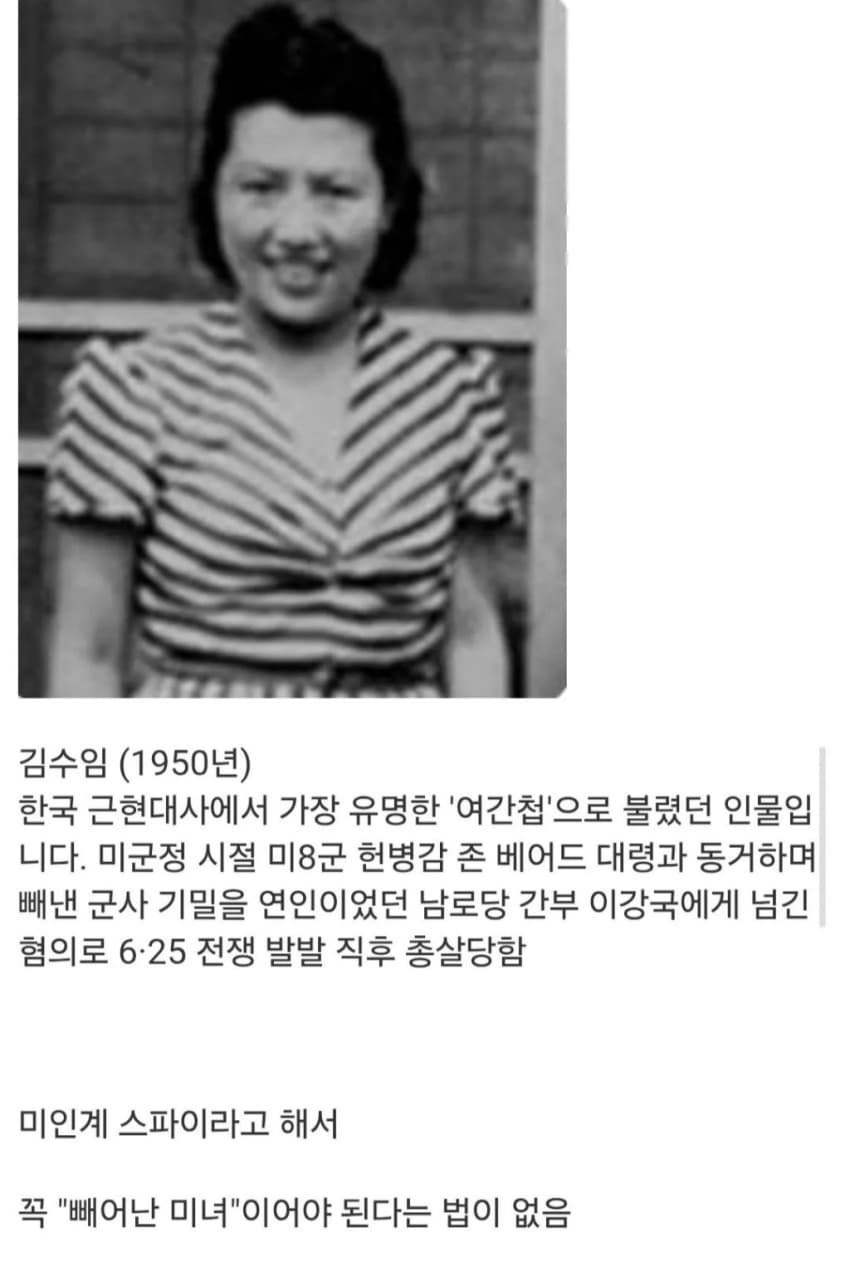 김수임 (1950년)
한국 근현대사에서 가장 유명한 '여간첩'으로 불렸던 인물입
니다. 미군정 시절 미8군 헌병감 존 베어드 대령과 동거하며
빼낸 군사 기밀을 연인이었던 남로당 간부 이강국에게 넘긴
혐의로 6·25 전쟁 발발 직후 총살당함
미인계 스파이라고 해서
꼭 "빼어난 미녀"이어야 된다는 법이 없음